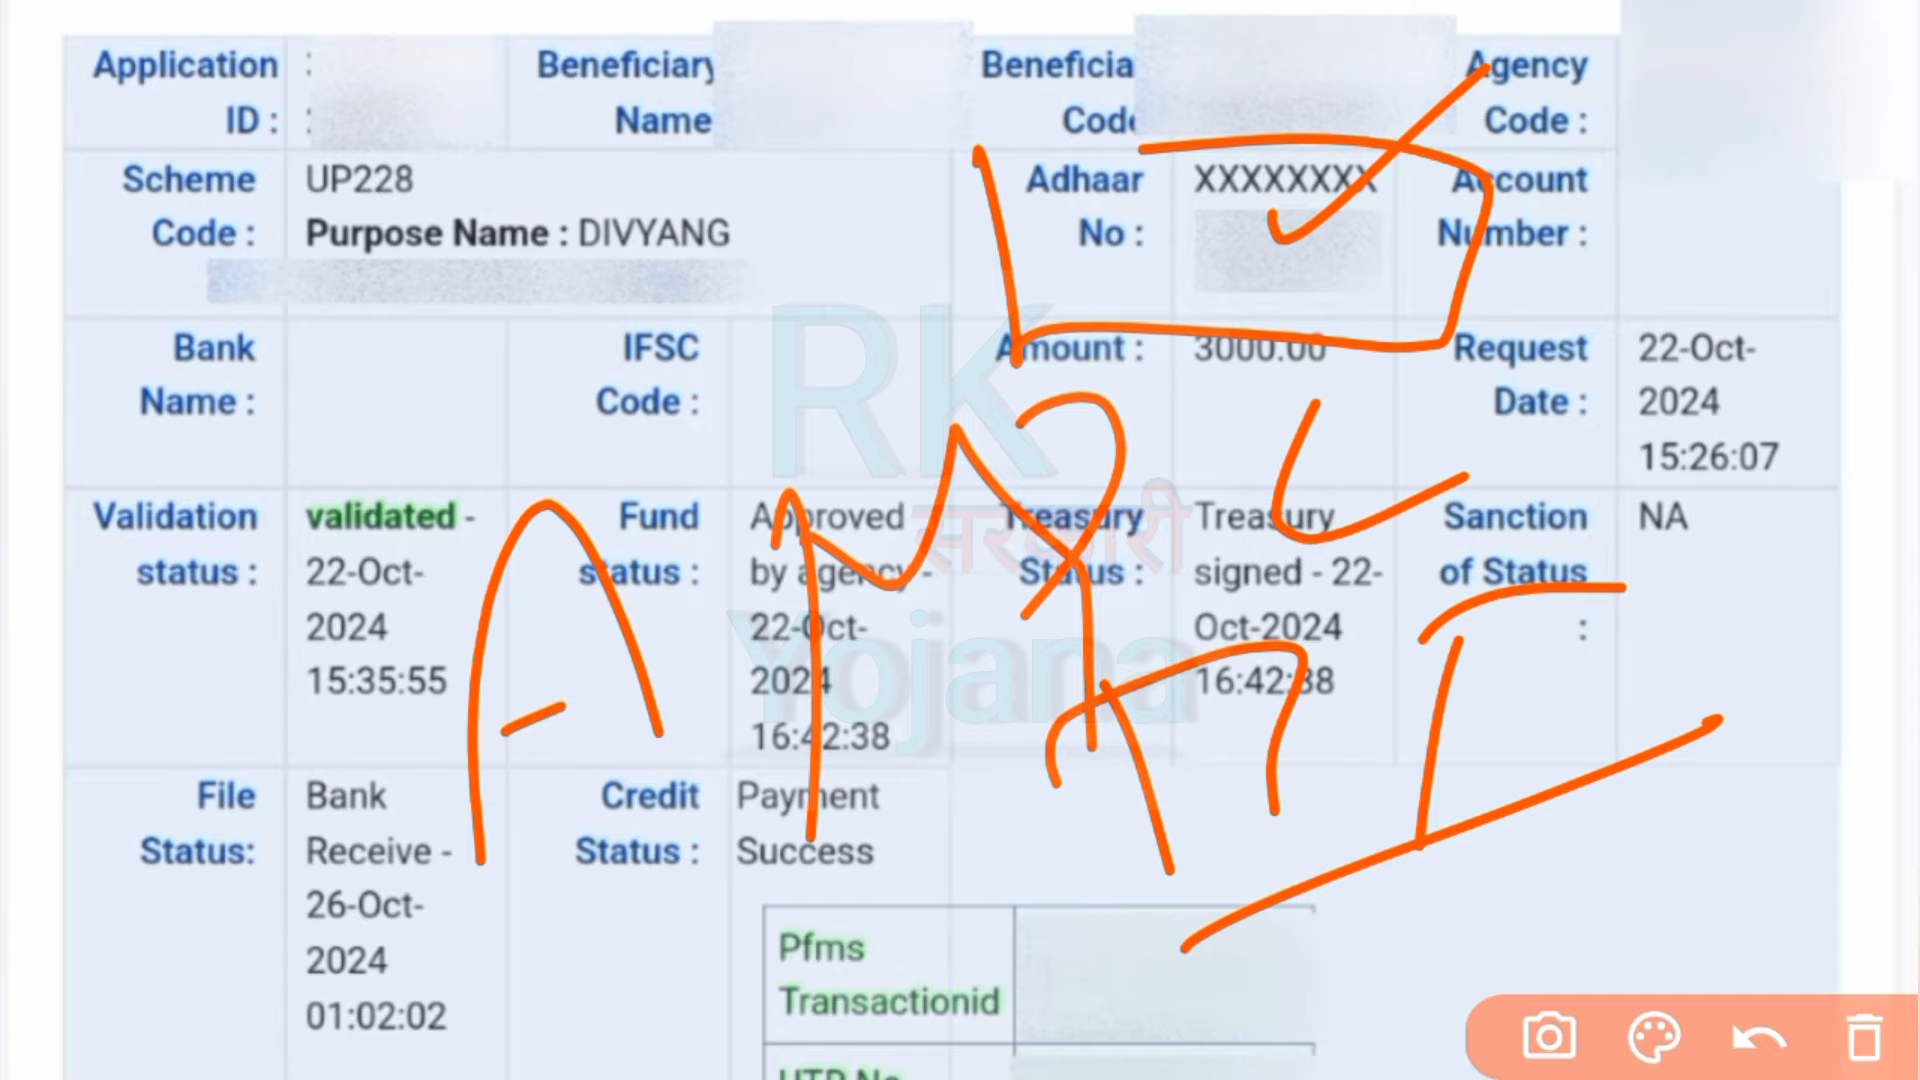 Application ID :
Beneficiary Name
Beneficia Code
Agency Code :
Scheme Code :
UP228
Purpose Name : DIVYANG
Adhaar No :
XXXXXXXX
Account Number :
Bank Name :
IFSC Code :
Amount :
3000.00
Request Date :
22-Oct-
2024
15:26:07
Validation status :
validated -
22-Oct-
2024
15:35:55
Fund status :
Approved
by agency -
22-Oct-
2024
16:42:38
Treasury Status :
Treasury
signed - 22-
Oct-2024
16:42:38
Sanction of Status :
NA
File Status:
Bank
Receive -
26-Oct-
2024
01:02:02
Credit Status :
Payment
Success
Pfms
Transactionid
UTR No
RK
सरकारी
Yojana